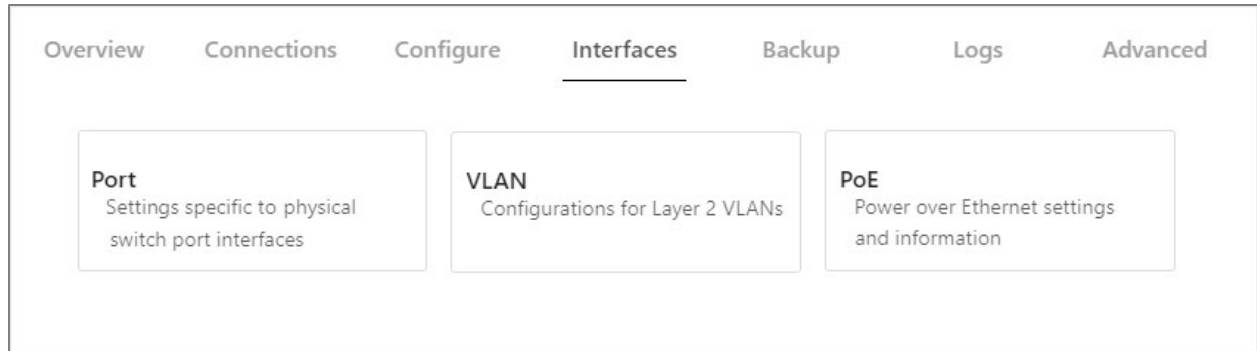 Overview Connections Configure Interfaces Backup Logs Advanced
Port
Settings specific to physical
switch port interfaces
VLAN
Configurations for Layer 2 VLANs
PoE
Power over Ethernet settings
and information